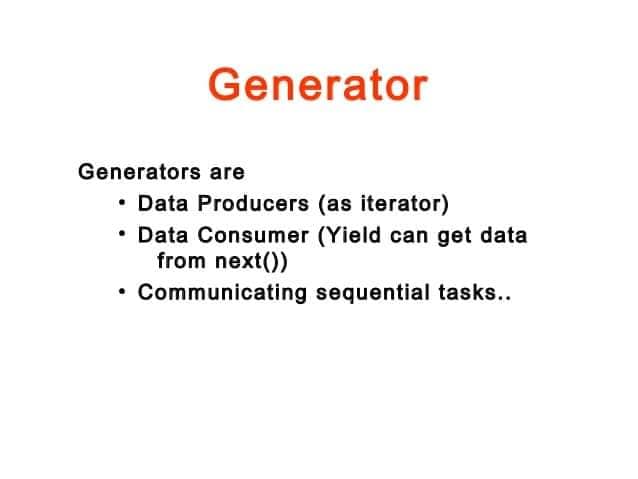 Generator
Generators are
• Data Producers (as iterator)
• Data Consumer (Yield can get data
from next())
• Communicating sequential tasks..